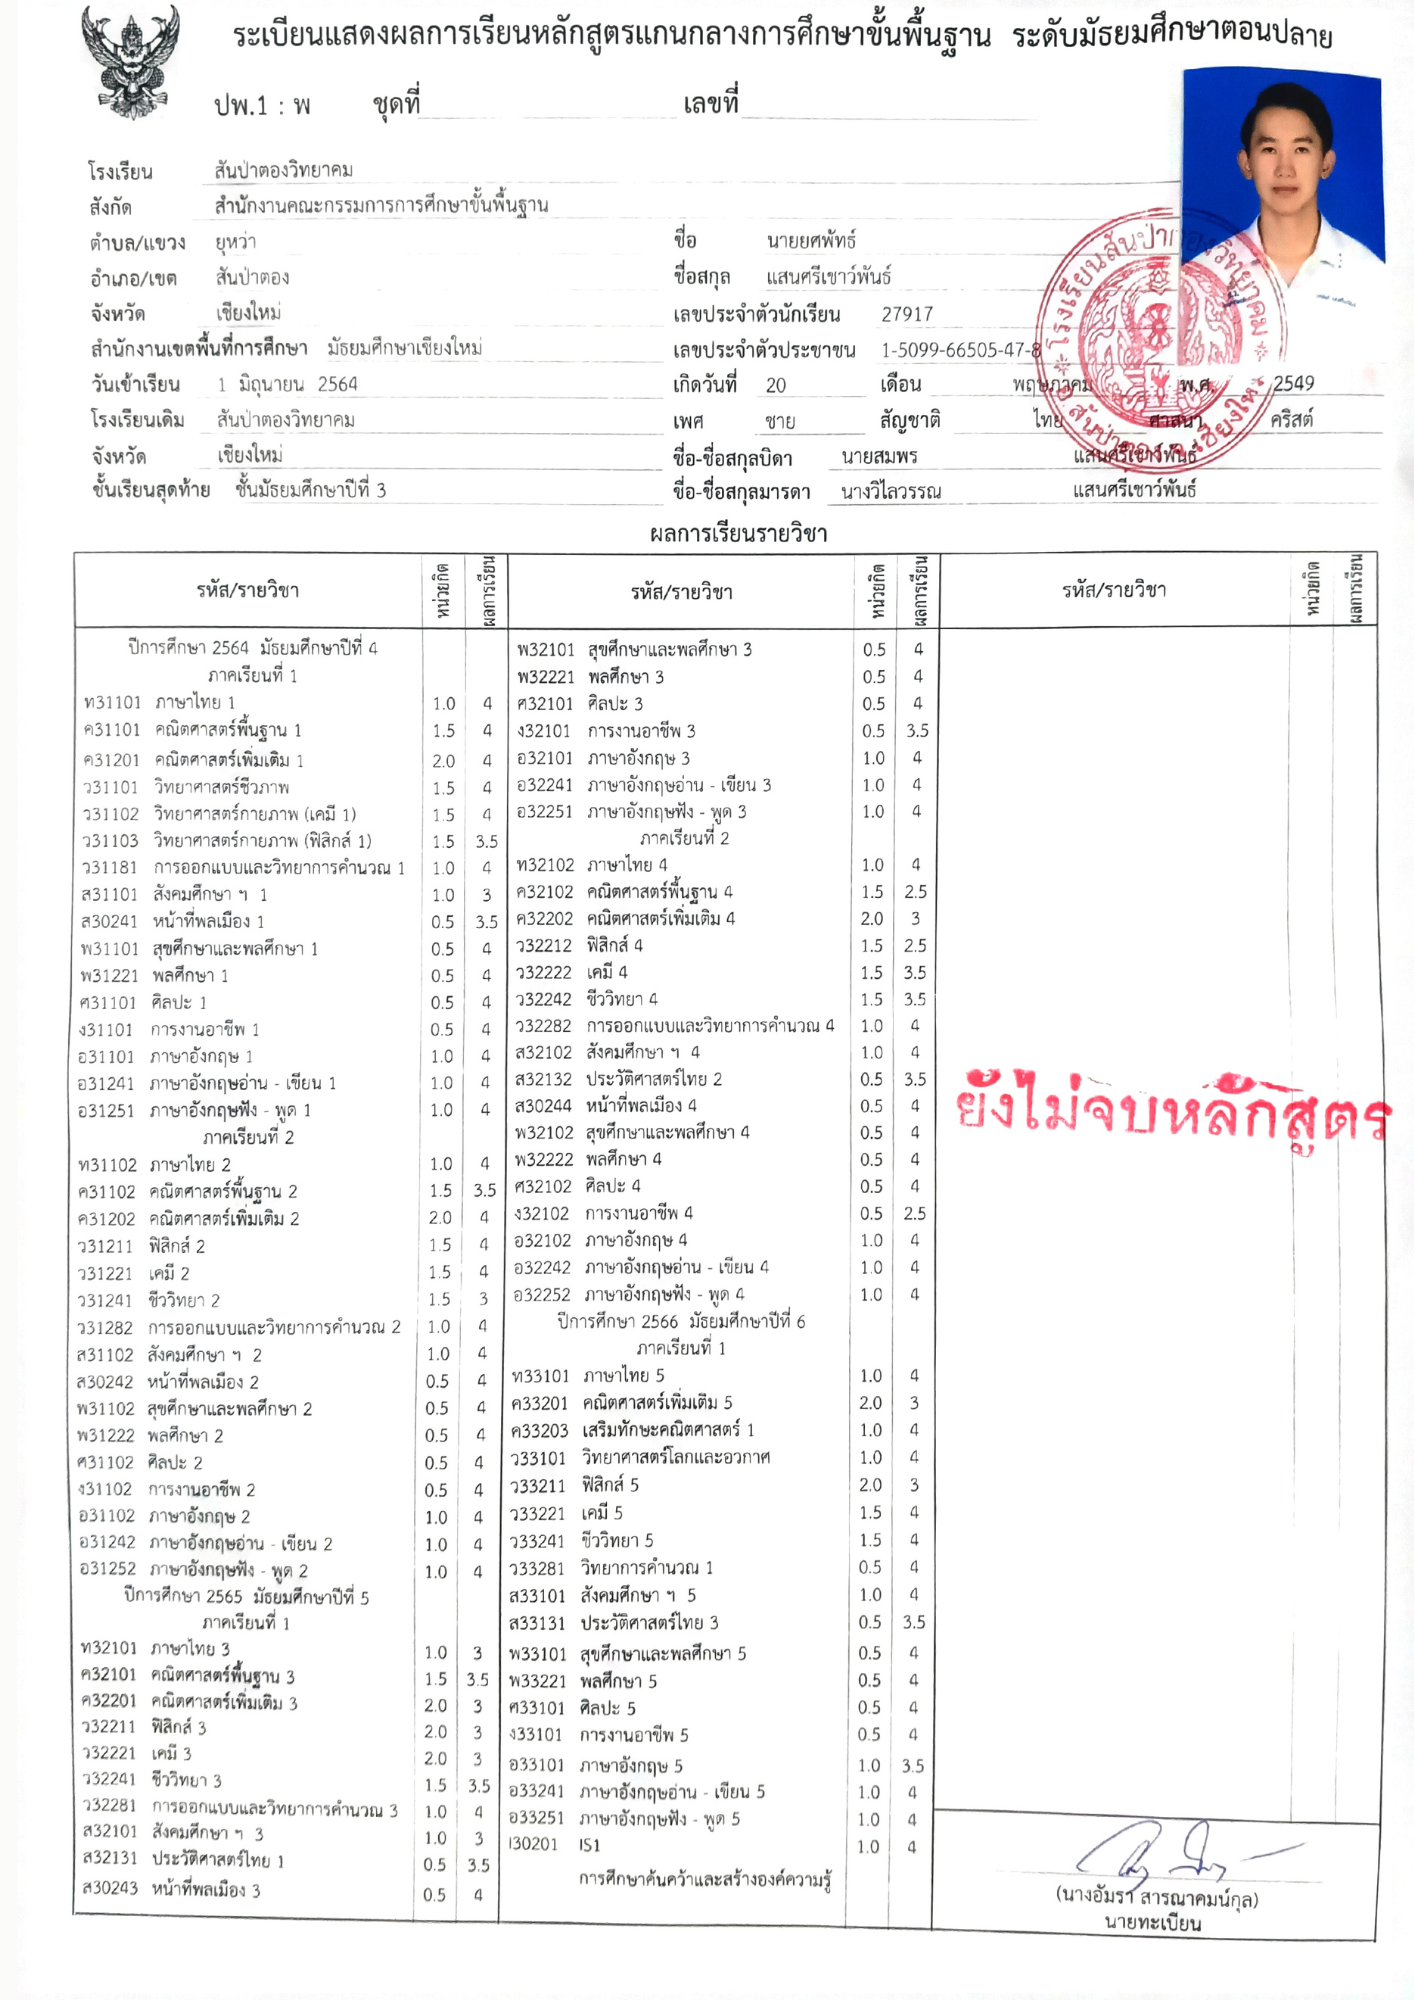 ระเบียนแสดงผลการเรียนหลักสูตรแกนกลางการศึกษาขั้นพื้นฐาน ระดับมัธยมศึกษาตอนปลาย
ปพ.1 : พ ชุดที่ เลขที่
โรงเรียน สันป่าตองวิทยาคม
สังกัด สำนักงานคณะกรรมการการศึกษาขั้นพื้นฐาน
ตำบล/แขวง ยุหว่า
อำเภอ/เขต สันป่าตอง
จังหวัด เชียงใหม่
สำนักงานเขตพื้นที่การศึกษา มัธยมศึกษาเชียงใหม่
วันเข้าเรียน 1 มิถุนายน 2564
โรงเรียนเดิม สันป่าตองวิทยาคม
จังหวัด เชียงใหม่
ชั้นเรียนสุดท้าย ชั้นมัธยมศึกษาปีที่ 3
ชื่อ นายยศพัทธ์
ชื่อสกุล แสนศรีเชาว์พันธ์
เลขประจำตัวนักเรียน 27917
เลขประจำตัวประชาชน 1-5099-66505-47-8
เกิดวันที่ 20 เดือน พฤษภาคม พ.ศ. 2549
เพศ ชาย สัญชาติ ไทย ศาสนา คริสต์
ชื่อ-ชื่อสกุลบิดา นายสมพร แสนศรีเชาว์พันธ์
ชื่อ-ชื่อสกุลมารดา นางวิไลวรรณ แสนศรีเชาว์พันธ์
โรงเรียนสันป่าตองวิทยาคม
อ.สันป่าตอง จ.เชียงใหม่
ผลการเรียนรายวิชา
รหัส/รายวิชา หน่วยกิต ผลการเรียน
ปีการศึกษา 2564 มัธยมศึกษาปีที่ 4
ภาคเรียนที่ 1
ท31101 ภาษาไทย 1 1.0 4
ค31101 คณิตศาสตร์พื้นฐาน 1 1.5 4
ค31201 คณิตศาสตร์เพิ่มเติม 1 2.0 4
ว31101 วิทยาศาสตร์ชีวภาพ 1.5 4
ว31102 วิทยาศาสตร์กายภาพ (เคมี 1) 1.5 4
ว31103 วิทยาศาสตร์กายภาพ (ฟิสิกส์ 1) 1.5 3.5
ว31181 การออกแบบและวิทยาการคำนวณ 1 1.0 4
ส31101 สังคมศึกษา ฯ 1 1.0 3
ส30241 หน้าที่พลเมือง 1 0.5 3.5
พ31101 สุขศึกษาและพลศึกษา 1 0.5 4
พ31221 พลศึกษา 1 0.5 4
ศ31101 ศิลปะ 1 0.5 4
ง31101 การงานอาชีพ 1 0.5 4
อ31101 ภาษาอังกฤษ 1 1.0 4
อ31241 ภาษาอังกฤษอ่าน - เขียน 1 1.0 4
อ31251 ภาษาอังกฤษฟัง - พูด 1 1.0 4
ภาคเรียนที่ 2
ท31102 ภาษาไทย 2 1.0 4
ค31102 คณิตศาสตร์พื้นฐาน 2 1.5 3.5
ค31202 คณิตศาสตร์เพิ่มเติม 2 2.0 4
ว31211 ฟิสิกส์ 2 1.5 4
ว31221 เคมี 2 1.5 4
ว31241 ชีววิทยา 2 1.5 3
ว31282 การออกแบบและวิทยาการคำนวณ 2 1.0 4
ส31102 สังคมศึกษา ฯ 2 1.0 4
ส30242 หน้าที่พลเมือง 2 0.5 4
พ31102 สุขศึกษาและพลศึกษา 2 0.5 4
พ31222 พลศึกษา 2 0.5 4
ศ31102 ศิลปะ 2 0.5 4
ง31102 การงานอาชีพ 2 0.5 4
อ31102 ภาษาอังกฤษ 2 1.0 4
อ31242 ภาษาอังกฤษอ่าน - เขียน 2 1.0 4
อ31252 ภาษาอังกฤษฟัง - พูด 2 1.0 4
ปีการศึกษา 2565 มัธยมศึกษาปีที่ 5
ภาคเรียนที่ 1
ท32101 ภาษาไทย 3 1.0 3
ค32101 คณิตศาสตร์พื้นฐาน 3 1.5 3.5
ค32201 คณิตศาสตร์เพิ่มเติม 3 2.0 3
ว32211 ฟิสิกส์ 3 2.0 3
ว32221 เคมี 3 2.0 3
ว32241 ชีววิทยา 3 1.5 3.5
ว32281 การออกแบบและวิทยาการคำนวณ 3 1.0 4
ส32101 สังคมศึกษา ฯ 3 1.0 3
ส32131 ประวัติศาสตร์ไทย 1 0.5 3.5
ส30243 หน้าที่พลเมือง 3 0.5 4
รหัส/รายวิชา หน่วยกิต ผลการเรียน
พ32101 สุขศึกษาและพลศึกษา 3 0.5 4
พ32221 พลศึกษา 3 0.5 4
ศ32101 ศิลปะ 3 0.5 4
ง32101 การงานอาชีพ 3 0.5 3.5
อ32101 ภาษาอังกฤษ 3 1.0 4
อ32241 ภาษาอังกฤษอ่าน - เขียน 3 1.0 4
อ32251 ภาษาอังกฤษฟัง - พูด 3 1.0 4
ภาคเรียนที่ 2
ท32102 ภาษาไทย 4 1.0 4
ค32102 คณิตศาสตร์พื้นฐาน 4 1.5 2.5
ค32202 คณิตศาสตร์เพิ่มเติม 4 2.0 3
ว32212 ฟิสิกส์ 4 1.5 2.5
ว32222 เคมี 4 1.5 3.5
ว32242 ชีววิทยา 4 1.5 3.5
ว32282 การออกแบบและวิทยาการคำนวณ 4 1.0 4
ส32102 สังคมศึกษา ฯ 4 1.0 4
ส32132 ประวัติศาสตร์ไทย 2 0.5 3.5
ส30244 หน้าที่พลเมือง 4 0.5 4
พ32102 สุขศึกษาและพลศึกษา 4 0.5 4
พ32222 พลศึกษา 4 0.5 4
ศ32102 ศิลปะ 4 0.5 4
ง32102 การงานอาชีพ 4 0.5 2.5
อ32102 ภาษาอังกฤษ 4 1.0 4
อ32242 ภาษาอังกฤษอ่าน - เขียน 4 1.0 4
อ32252 ภาษาอังกฤษฟัง - พูด 4 1.0 4
ปีการศึกษา 2566 มัธยมศึกษาปีที่ 6
ภาคเรียนที่ 1
ท33101 ภาษาไทย 5 1.0 4
ค33201 คณิตศาสตร์เพิ่มเติม 5 2.0 3
ค33203 เสริมทักษะคณิตศาสตร์ 1 1.0 4
ว33101 วิทยาศาสตร์โลกและอวกาศ 1.0 4
ว33211 ฟิสิกส์ 5 2.0 3
ว33221 เคมี 5 1.5 4
ว33241 ชีววิทยา 5 1.5 4
ว33281 วิทยาการคำนวณ 1 0.5 4
ส33101 สังคมศึกษา ฯ 5 1.0 4
ส33131 ประวัติศาสตร์ไทย 3 0.5 3.5
พ33101 สุขศึกษาและพลศึกษา 5 0.5 4
พ33221 พลศึกษา 5 0.5 4
ศ33101 ศิลปะ 5 0.5 4
ง33101 การงานอาชีพ 5 0.5 4
อ33101 ภาษาอังกฤษ 5 1.0 3.5
อ33241 ภาษาอังกฤษอ่าน - เขียน 5 1.0 4
อ33251 ภาษาอังกฤษฟัง - พูด 5 1.0 4
I30201 IS1 1.0 4
การศึกษาค้นคว้าและสร้างองค์ความรู้
รหัส/รายวิชา หน่วยกิต ผลการเรียน
ยังไม่จบหลักสูตร
(นางอัมรา สารณาคมน์กุล)
นายทะเบียน